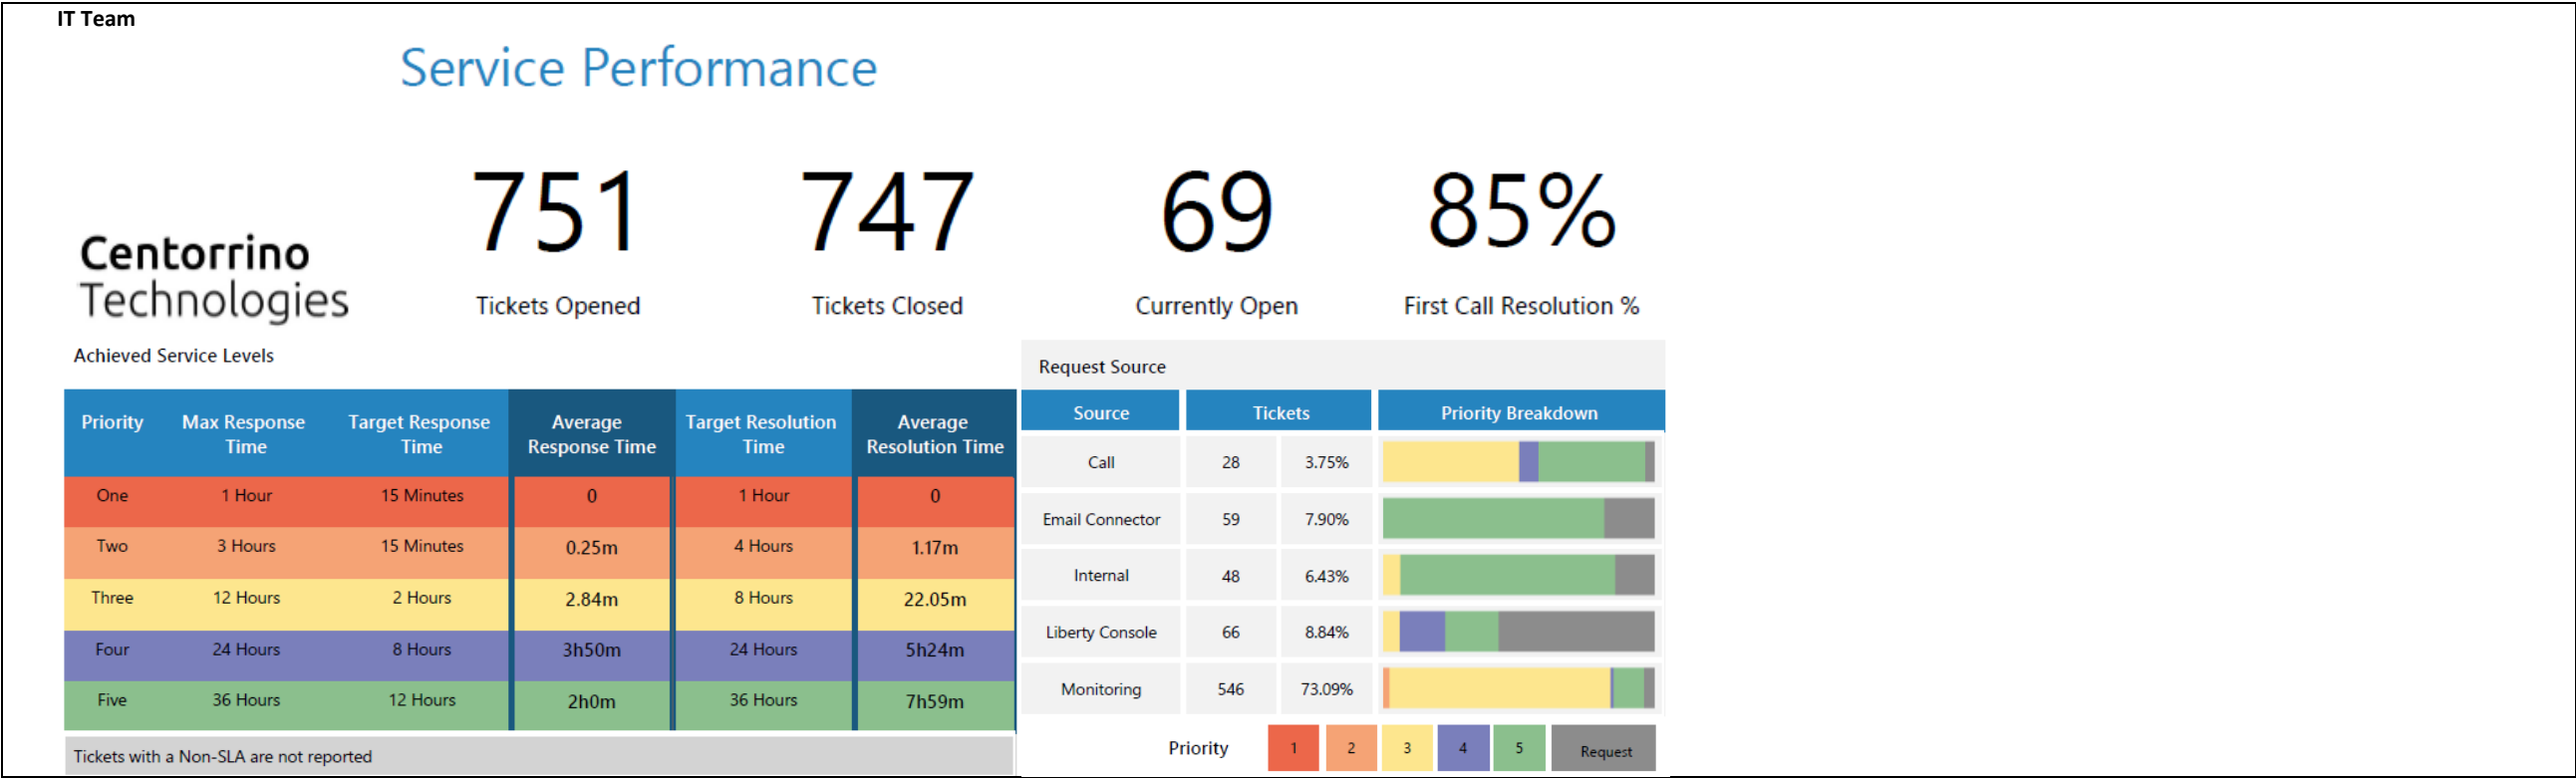 IT Team
Service Performance
751 747 69 85%
Centorrino
Technologies
Tickets Opened Tickets Closed Currently Open First Call Resolution %
Achieved Service Levels
Priority Max Response Time Target Response Time Average Response Time Target Resolution Time Average Resolution Time
One 1 Hour 15 Minutes 0 1 Hour 0
Two 3 Hours 15 Minutes 0.25m 4 Hours 1.17m
Three 12 Hours 2 Hours 2.84m 8 Hours 22.05m
Four 24 Hours 8 Hours 3h50m 24 Hours 5h24m
Five 36 Hours 12 Hours 2h0m 36 Hours 7h59m
Tickets with a Non-SLA are not reported
Request Source
Source Tickets Priority Breakdown
Call 28 3.75%
Email Connector 59 7.90%
Internal 48 6.43%
Liberty Console 66 8.84%
Monitoring 546 73.09%
Priority 1 2 3 4 5 Request